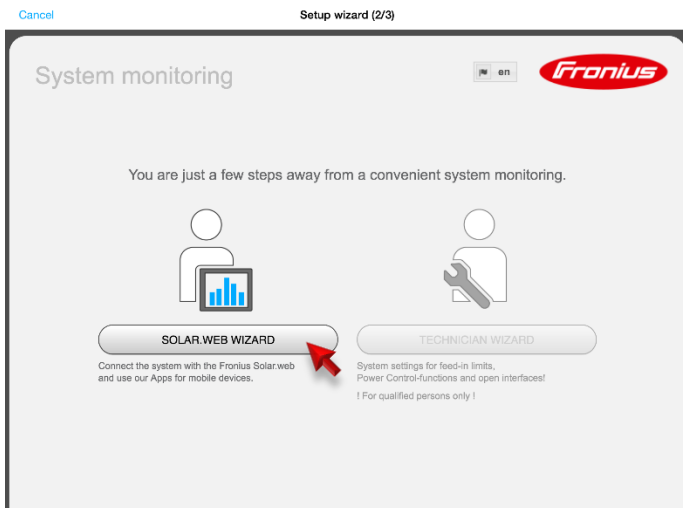 Cancel
Setup wizard (2/3)
System monitoring
en
Fronius
You are just a few steps away from a convenient system monitoring.
SOLAR.WEB WIZARD
TECHNICIAN WIZARD
Connect the system with the Fronius Solar.web
and use our Apps for mobile devices.
System settings for feed-in limits,
Power Control-functions and open interfaces!
! For qualified persons only !